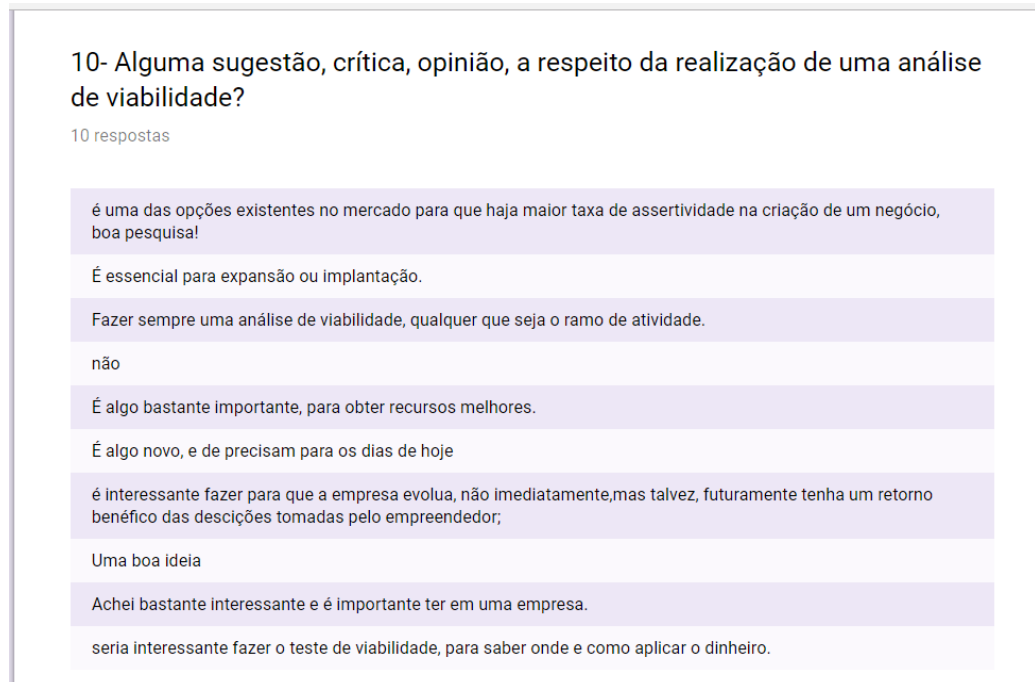 10- Alguma sugestão, crítica, opinião, a respeito da realização de uma análise
de viabilidade?
10 respostas
é uma das opções existentes no mercado para que haja maior taxa de assertividade na criação de um negócio,
boa pesquisa!
É essencial para expansão ou implantação.
Fazer sempre uma análise de viabilidade, qualquer que seja o ramo de atividade.
não
É algo bastante importante, para obter recursos melhores.
É algo novo, e de precisam para os dias de hoje
é interessante fazer para que a empresa evolua, não imediatamente,mas talvez, futuramente tenha um retorno
benéfico das descições tomadas pelo empreendedor;
Uma boa ideia
Achei bastante interessante e é importante ter em uma empresa.
seria interessante fazer o teste de viabilidade, para saber onde e como aplicar o dinheiro.